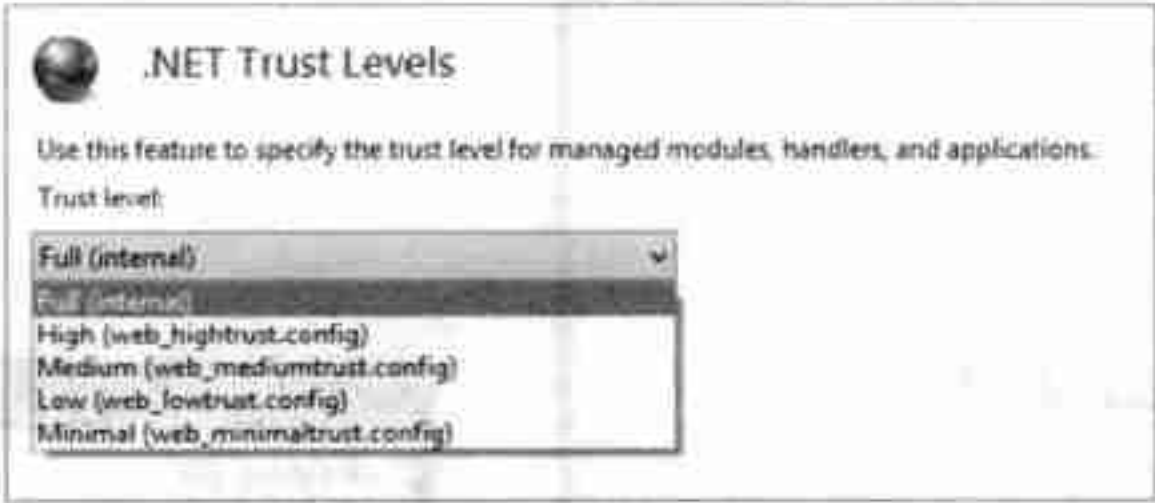 .NET Trust Levels
Use this feature to specify the trust level for managed modules, handlers, and applications.
Trust level:
Full (internal)
Full (internal)
High (web_hightrust.config)
Medium (web_mediumtrust.config)
Low (web_lowtrust.config)
Minimal (web_minimaltrust.config)